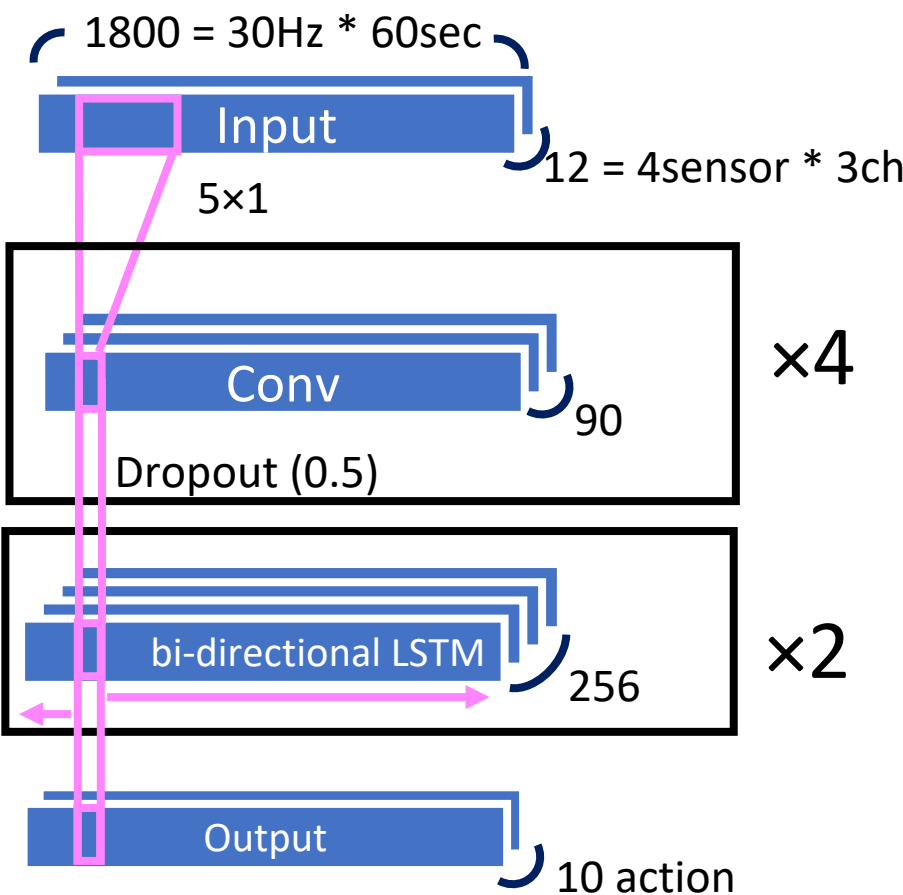 1800 = 30Hz * 60sec
Input
12 = 4sensor * 3ch
5×1
×4
Conv
90
Dropout (0.5)
bi-directional LSTM
×2
256
Output
10 action